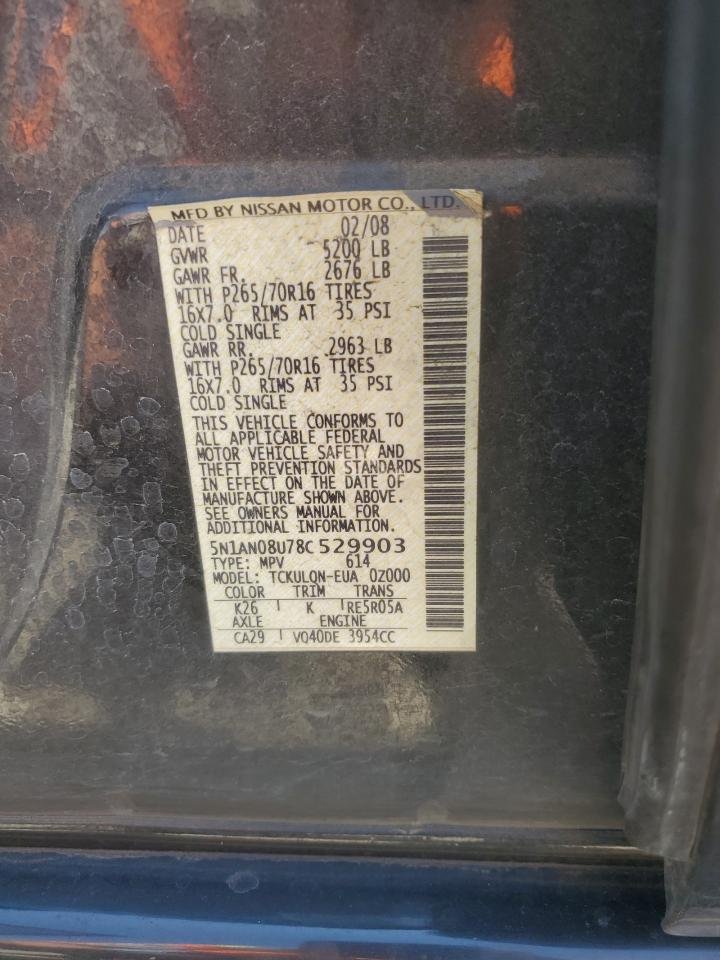 MFD BY NISSAN MOTOR CO., LTD.
DATE 02/08
GVWR 5200 LB
GAWR FR. 2676 LB
WITH P265/70R16 TIRES
16X7.0 RIMS AT 35 PSI
COLD SINGLE
GAWR RR. 2963 LB
WITH P265/70R16 TIRES
16X7.0 RIMS AT 35 PSI
COLD SINGLE
THIS VEHICLE CONFORMS TO
ALL APPLICABLE FEDERAL
MOTOR VEHICLE SAFETY AND
THEFT PREVENTION STANDARDS
IN EFFECT ON THE DATE OF
MANUFACTURE SHOWN ABOVE.
SEE OWNERS MANUAL FOR
ADDITIONAL INFORMATION.
5N1AN08U78C529903
TYPE: MPV 614
MODEL: TCKULQN-EUA 0Z000
COLOR TRIM TRANS
K26 K RE5R05A
AXLE ENGINE
CA29 VQ40DE 3954CC